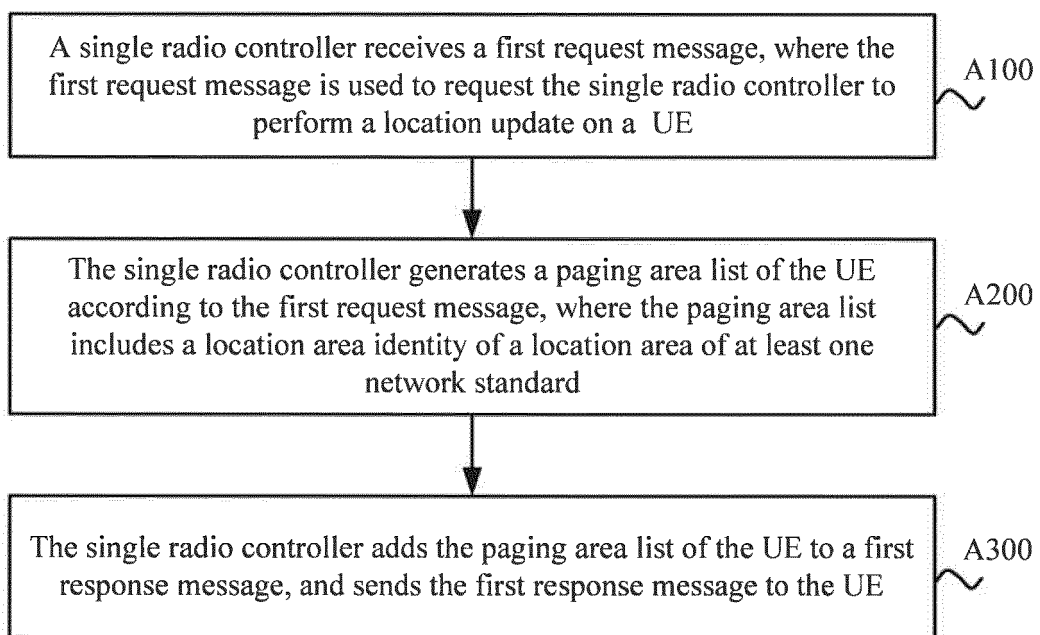 A single radio controller receives a first request message, where the
first request message is used to request the single radio controller to
perform a location update on a UE
A100
The single radio controller generates a paging area list of the UE
according to the first request message, where the paging area list
includes a location area identity of a location area of at least one
network standard
A200
The single radio controller adds the paging area list of the UE to a first
response message, and sends the first response message to the UE
A300